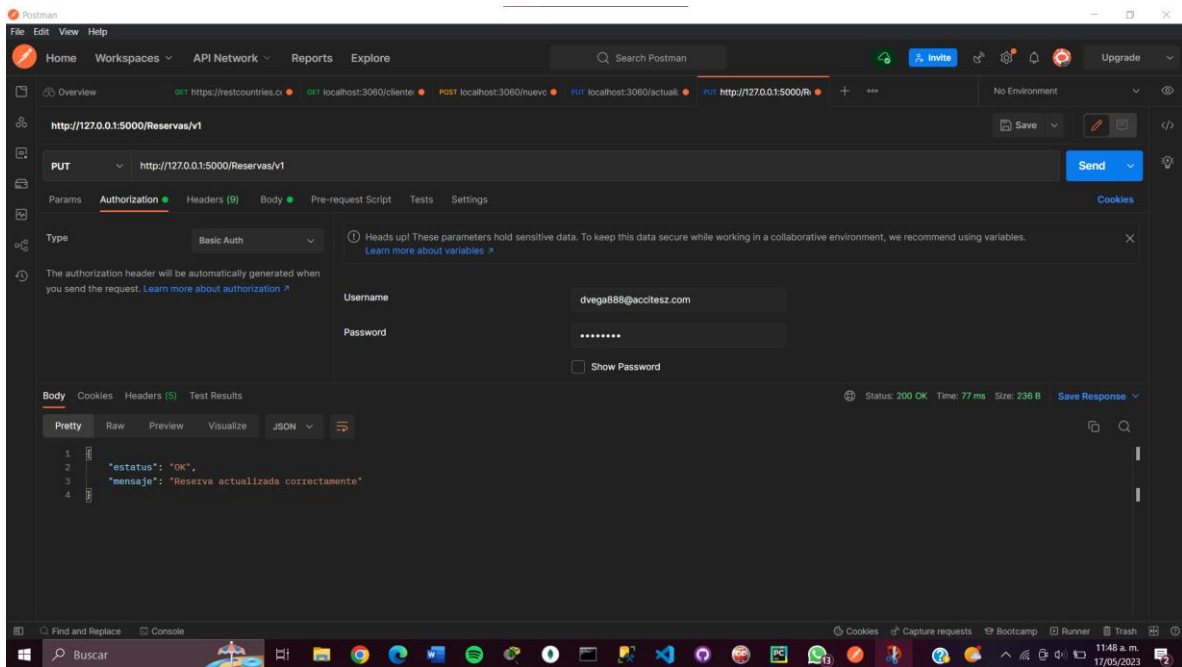 Postman
File Edit View Help
Home Workspaces API Network Reports Explore Search Postman Invite Upgrade
Overview GET https://restcountries.cc GET localhost:3060/cliente: POST localhost:3060/nuevc PUT localhost:3060/actuali: PUT http://127.0.0.1:5000/R No Environment
http://127.0.0.1:5000/Reservas/v1 Save
PUT http://127.0.0.1:5000/Reservas/v1 Send
Params Authorization Headers (9) Body Pre-request Script Tests Settings Cookies
Type Basic Auth
Heads up! These parameters hold sensitive data. To keep this data secure while working in a collaborative environment, we recommend using variables.
Learn more about variables
The authorization header will be automatically generated when
you send the request. Learn more about authorization
Username dvega888@accitesz.com
Password ••••••••
Show Password
Body Cookies Headers (5) Test Results Status: 200 OK Time: 77 ms Size: 236 B Save Response
Pretty Raw Preview Visualize JSON
1 {
2 "estatus": "OK",
3 "mensaje": "Reserva actualizada correctamente"
4 }
Find and Replace Console Cookies Capture requests Bootcamp Runner Trash
Buscar 11:48 a. m.
17/05/2023